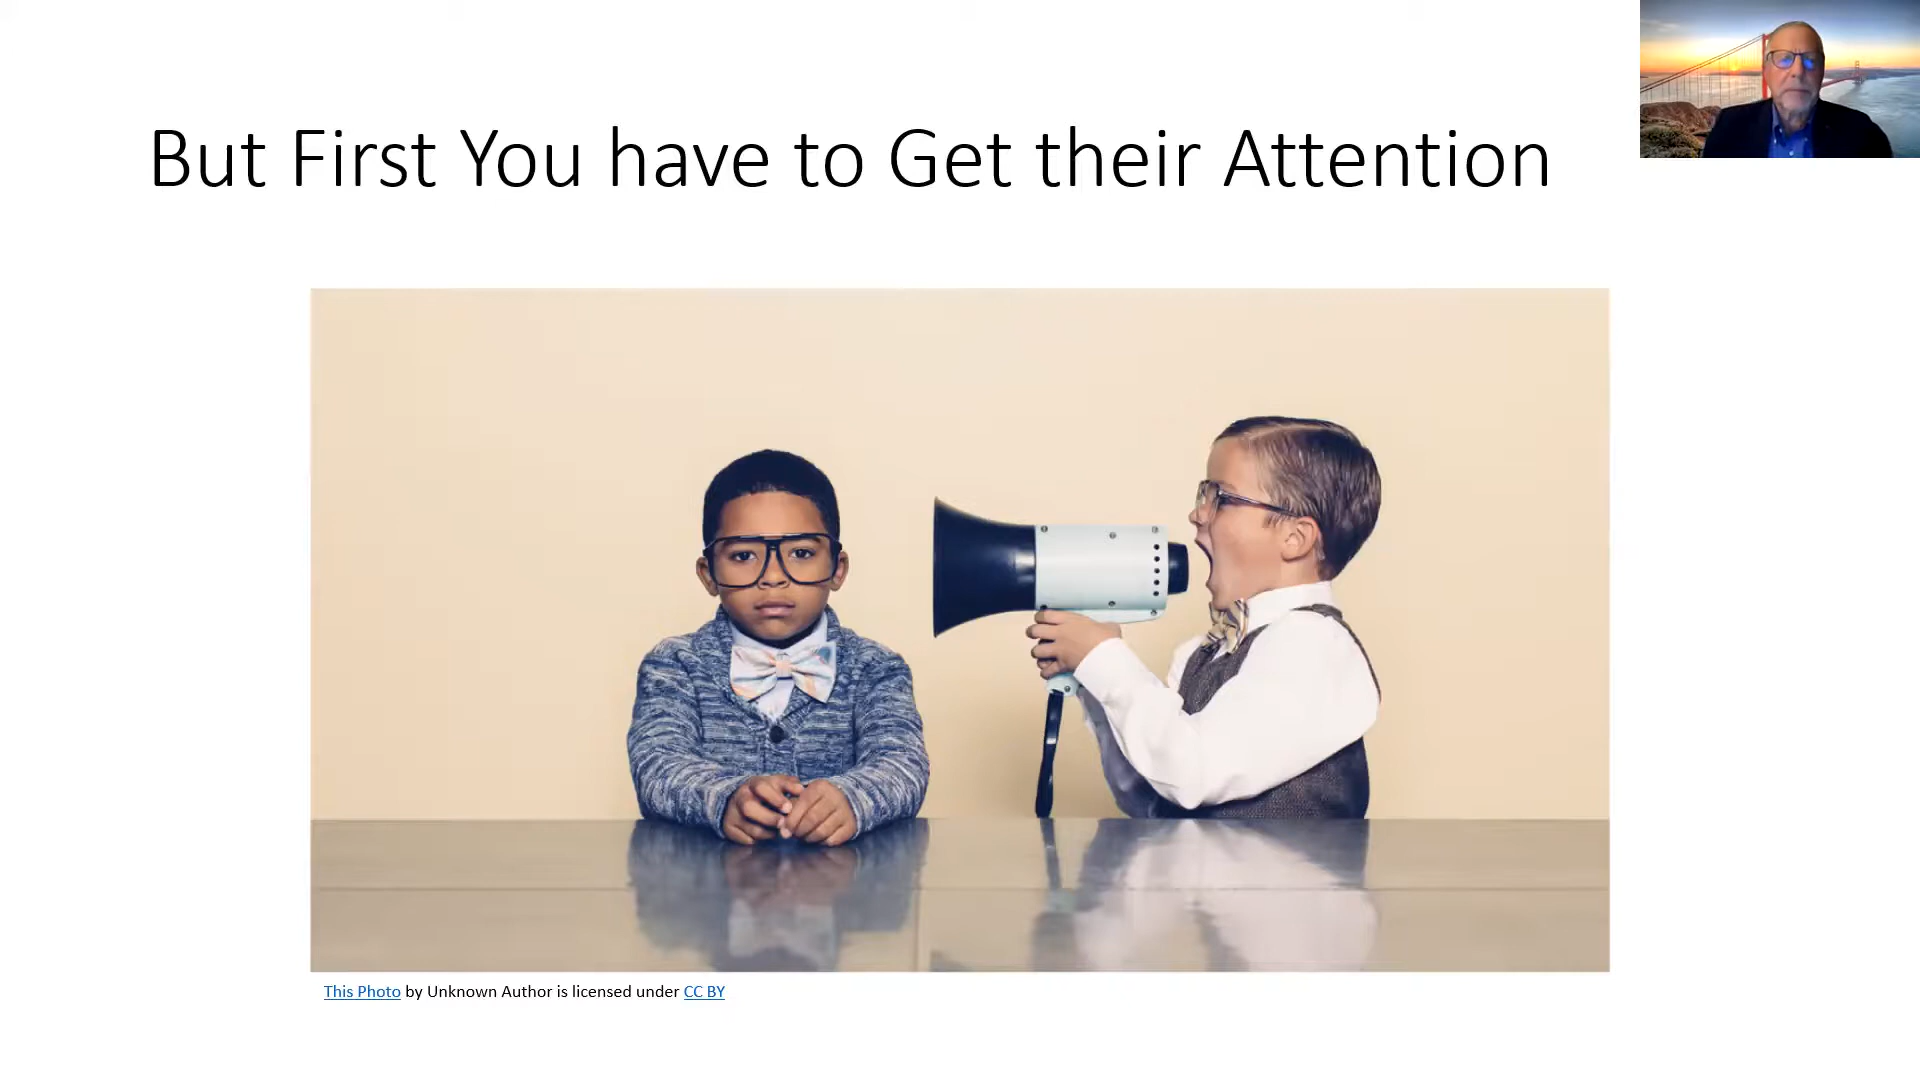 But First You have to Get their Attention
This Photo by Unknown Author is licensed under CC BY